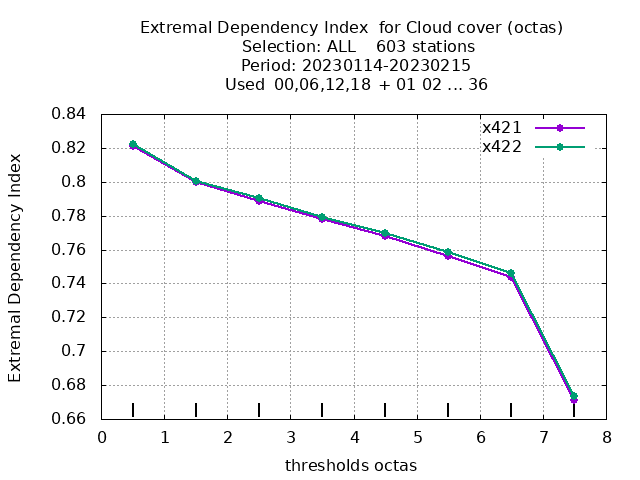 Extremal Dependency Index  for Cloud cover (octas)
Selection: ALL    603 stations
Period: 20230114-20230215
Used  00,06,12,18  + 01 02 ... 36
x421
x422
Extremal Dependency Index
0.84
0.82
0.8
0.78
0.76
0.74
0.72
0.7
0.68
0.66
0 1 2 3 4 5 6 7 8
thresholds octas